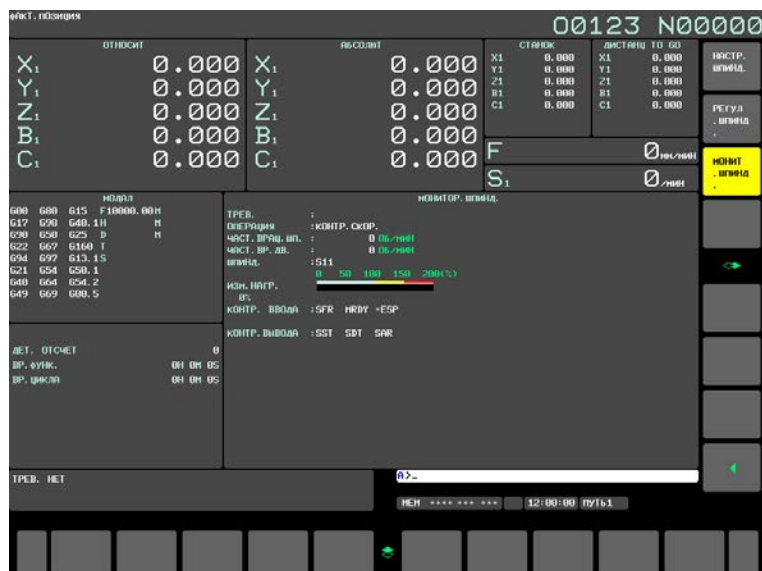 ФАКТ. ПОЗИЦИЯ
O0123 N00000
ОТНОСИТ
X1 0.000
Y1 0.000
Z1 0.000
B1 0.000
C1 0.000
АБСОЛЮТ
X1 0.000
Y1 0.000
Z1 0.000
B1 0.000
C1 0.000
СТАНОК
X1 0.000
Y1 0.000
Z1 0.000
B1 0.000
C1 0.000
ДИСТАНЦ TO GO
X1 0.000
Y1 0.000
Z1 0.000
B1 0.000
C1 0.000
F 0 ММ/МИН
S1 0 /МИН
НАСТР.
ШПИНД.
РЕГУЛ
.ШПИНД
.
МОНИТ
.ШПИНД
.
МОДАЛ
G00 G80 G15 F10000.00 M
G17 G90 G40.1 H M
G90 G50 G25 D M
G22 G67 G160 T
G94 G97 G13.1 S
G21 G54 G50.1
G40 G64 G54.2
G49 G69 G80.5
ДЕТ. ОТСЧЕТ 0
ВР. ФУНК. 0H 0M 0S
ВР. ЦИКЛА 0H 0M 0S
МОНИТОР. ШПИНД.
ТРЕВ. :
ОПЕРАЦИЯ :КОНТР. СКОР.
ЧАСТ. ВРАЩ. ШП. : 0 ОБ/МИН
ЧАСТ. ВР. ДВ. : 0 ОБ/МИН
ШПИНД. :S11
0 50 100 150 200(%)
ИЗМ. НАГР.
0%
КОНТР. ВВОДА :SFR MRDY *ESP
КОНТР. ВЫВОДА :SST SDT SAR
ТРЕВ. НЕТ
A>_
MEM **** *** *** 12:00:00 ПУТЬ1